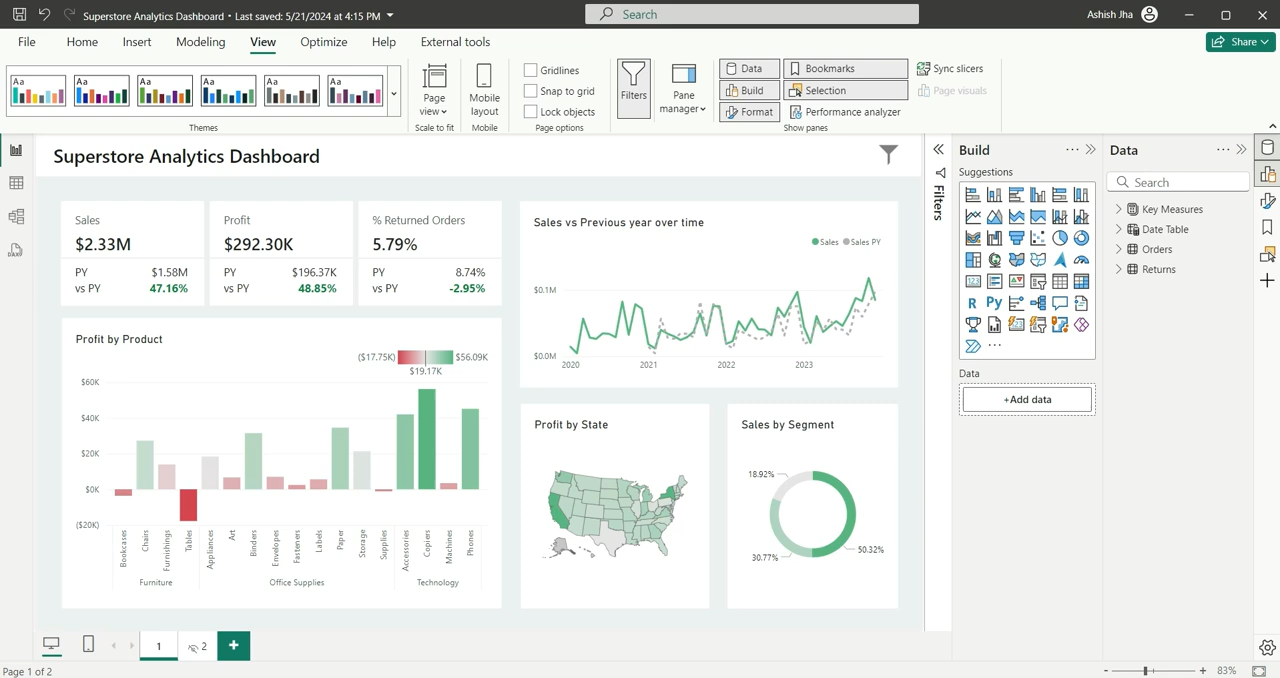 Superstore Analytics Dashboard • Last saved: 5/21/2024 at 4:15 PM
Search
Ashish Jha
File Home Insert Modeling View Optimize Help External tools
Share
Aa Aa Aa Aa Aa Aa
Themes
Page view
Scale to fit
Mobile layout
Mobile
Gridlines
Snap to grid
Lock objects
Page options
Filters
Pane manager
Data
Build
Format
Bookmarks
Selection
Performance analyzer
Sync slicers
Page visuals
Show panes
Superstore Analytics Dashboard
Sales
$2.33M
PY $1.58M
vs PY 47.16%
Profit
$292.30K
PY $196.37K
vs PY 48.85%
% Returned Orders
5.79%
PY 8.74%
vs PY -2.95%
Sales vs Previous year over time
Sales Sales PY
$0.1M
$0.0M
2020 2021 2022 2023
Profit by Product
($17.75K) $56.09K
$19.17K
$60K
$40K
$20K
$0K
($20K)
Bookcases Chairs Furnishings Tables Appliances Art Binders Envelopes Fasteners Labels Paper Storage Supplies Accessories Copiers Machines Phones
Furniture Office Supplies Technology
Profit by State
Sales by Segment
18.92%
30.77%
50.32%
Filters
Build
Suggestions
123
R Py
Data
+Add data
Data
Search
Key Measures
Date Table
Orders
Returns
DAX
1 2
Page 1 of 2
- + 83%